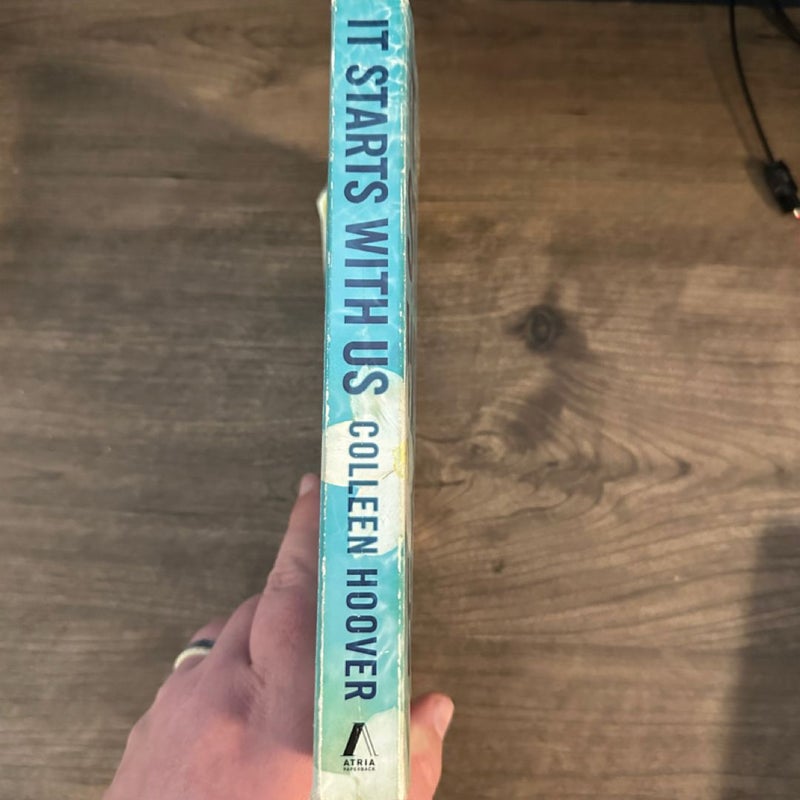 IT STARTS WITH US COLLEEN HOOVER
ATRIA
PAPERBACK